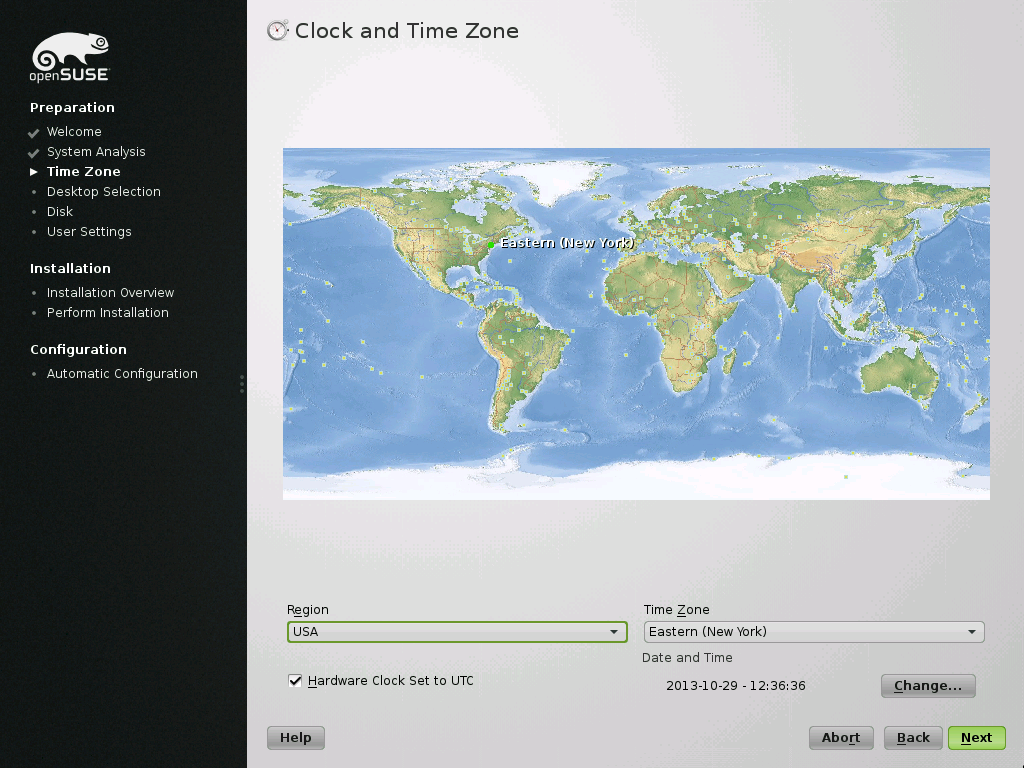 Clock and Time Zone
openSUSE
Preparation
Welcome
System Analysis
Time Zone
Desktop Selection
Disk
User Settings
Installation
Installation Overview
Perform Installation
Configuration
Automatic Configuration
Eastern (New York)
Region
Time Zone
USA
Eastern (New York)
Date and Time
Hardware Clock Set to UTC
2013-10-29 - 12:36:36
Change...
Help
Abort
Back
Next